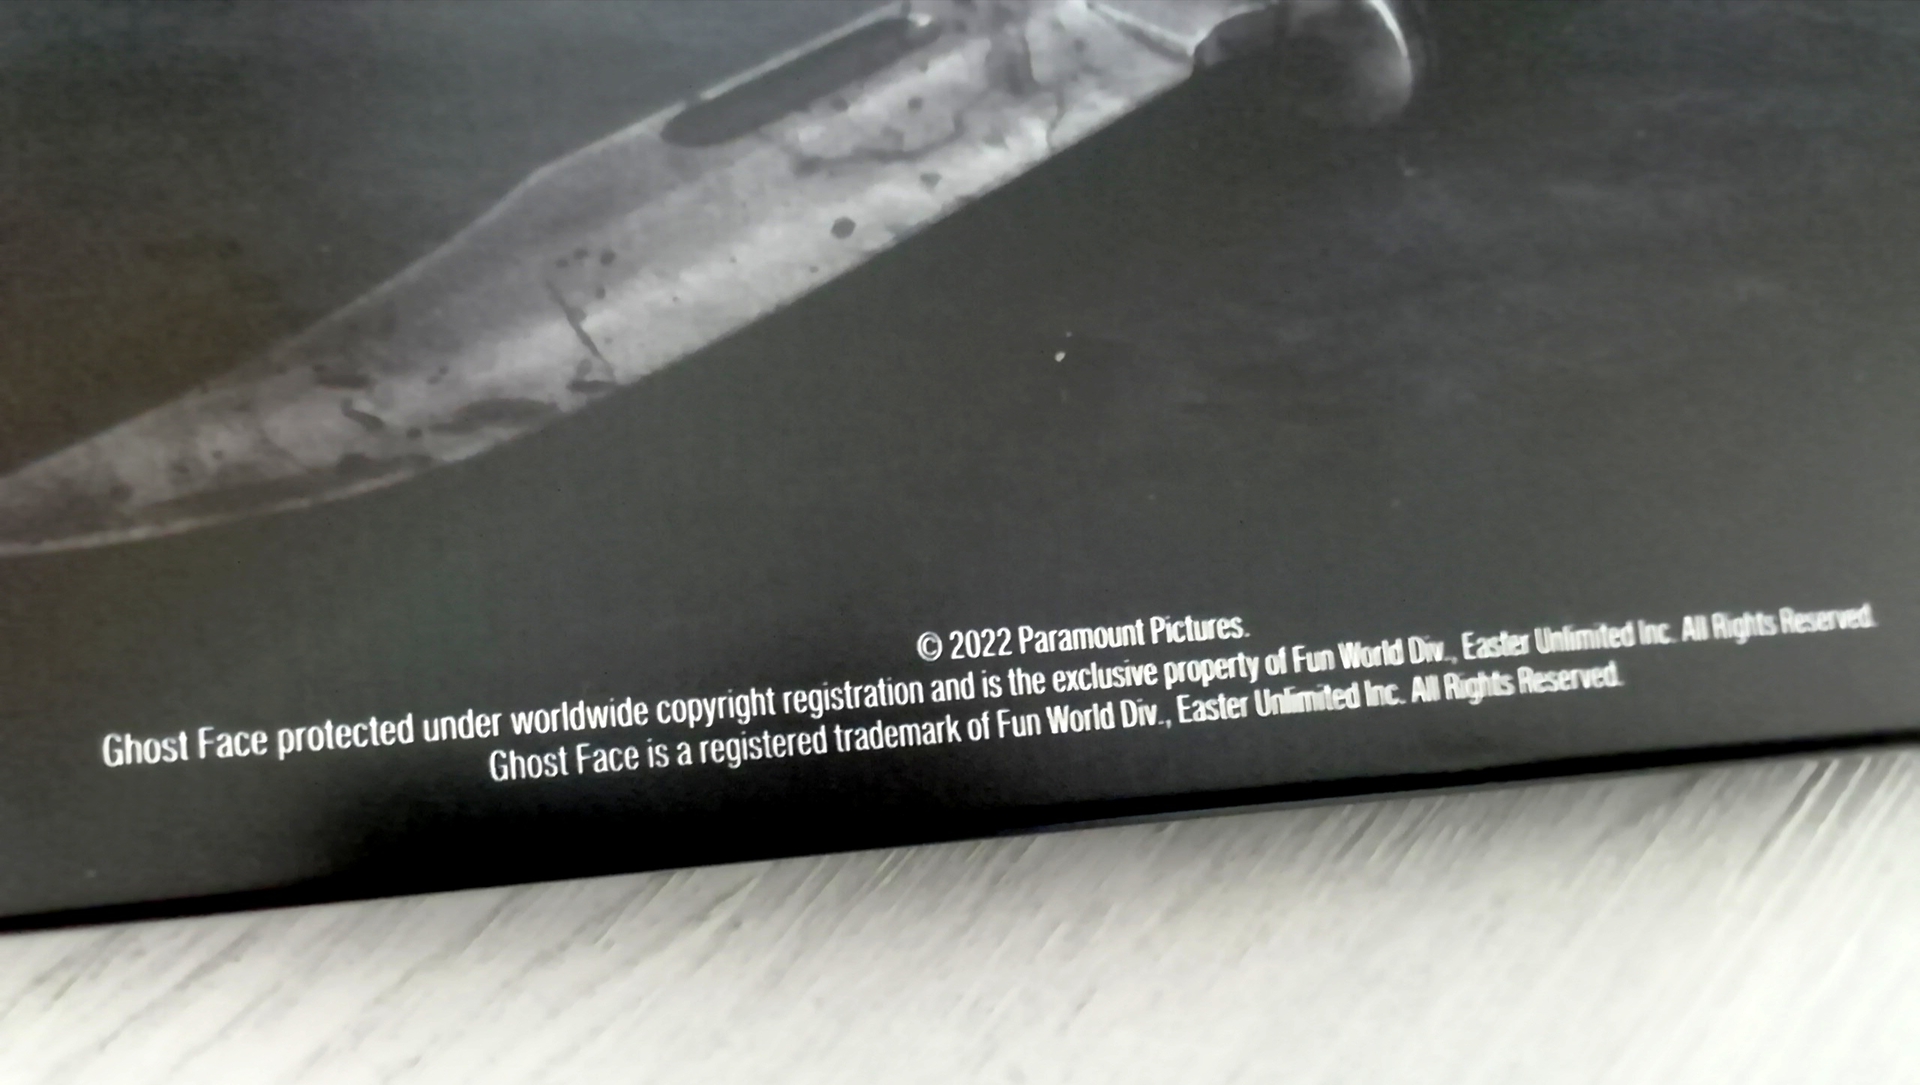 © 2022 Paramount Pictures.
Ghost Face protected under worldwide copyright registration and is the exclusive property of Fun World Div., Easter Unlimited Inc. All Rights Reserved.
Ghost Face is a registered trademark of Fun World Div., Easter Unlimited Inc. All Rights Reserved.